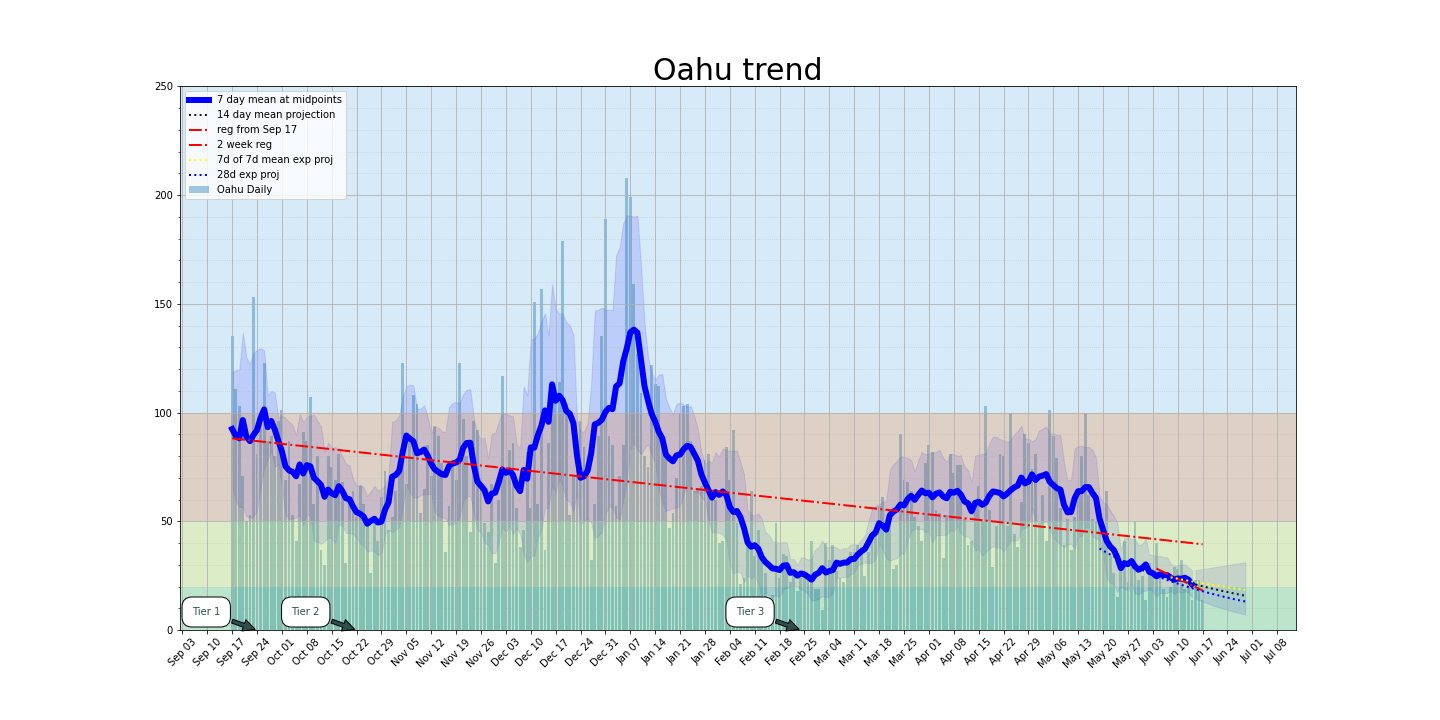 Oahu trend
250
200
150
100
50
0
7 day mean at midpoints
14 day mean projection
reg from Sep 17
2 week reg
7d of 7d mean exp proj
28d exp proj
Oahu Daily
Tier 1
Tier 2
Tier 3
Sep 03
Sep 10
Sep 17
Sep 24
Oct 01
Oct 08
Oct 15
Oct 22
Oct 29
Nov 05
Nov 12
Nov 19
Nov 26
Dec 03
Dec 10
Dec 17
Dec 24
Dec 31
Jan 07
Jan 14
Jan 21
Jan 28
Feb 04
Feb 11
Feb 18
Feb 25
Mar 04
Mar 11
Mar 18
Mar 25
Apr 01
Apr 08
Apr 15
Apr 22
Apr 29
May 06
May 13
May 20
May 27
Jun 03
Jun 10
Jun 17
Jun 24
Jul 01
Jul 08